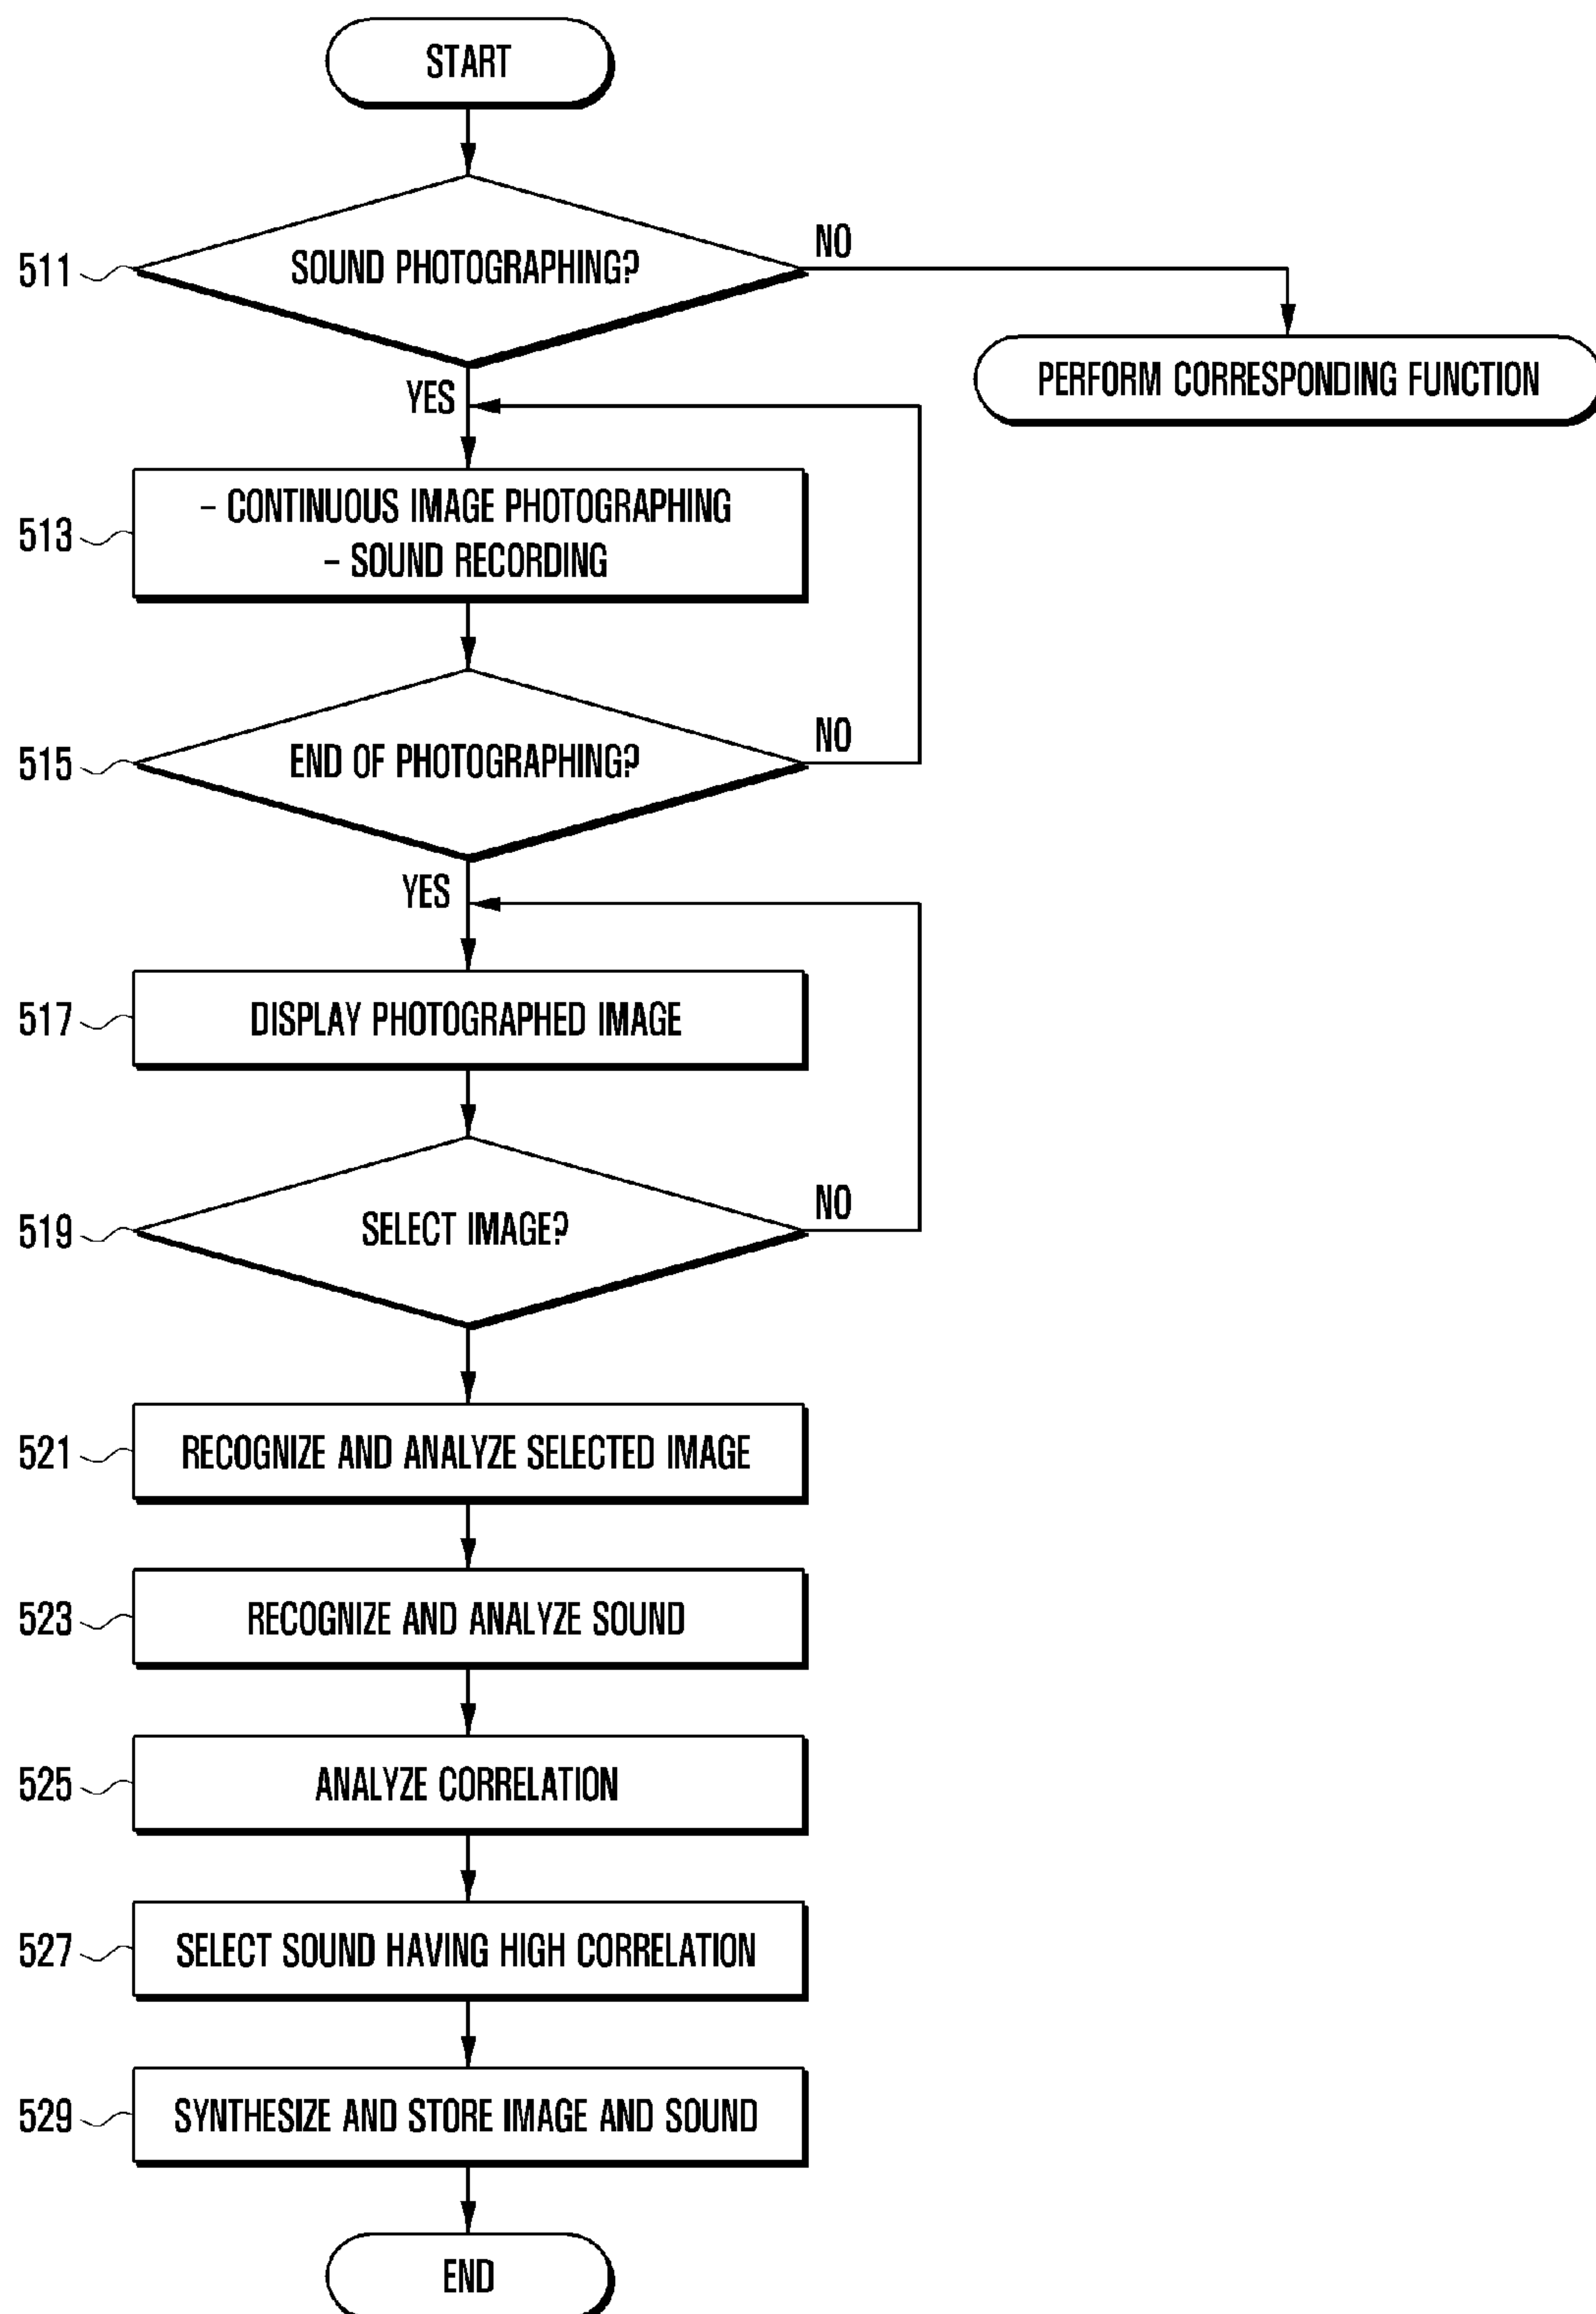 START
511
SOUND PHOTOGRAPHING?
NO
PERFORM CORRESPONDING FUNCTION
YES
513
– CONTINUOUS IMAGE PHOTOGRAPHING
– SOUND RECORDING
515
END OF PHOTOGRAPHING?
NO
YES
517
DISPLAY PHOTOGRAPHED IMAGE
519
SELECT IMAGE?
NO
521
RECOGNIZE AND ANALYZE SELECTED IMAGE
523
RECOGNIZE AND ANALYZE SOUND
525
ANALYZE CORRELATION
527
SELECT SOUND HAVING HIGH CORRELATION
529
SYNTHESIZE AND STORE IMAGE AND SOUND
END